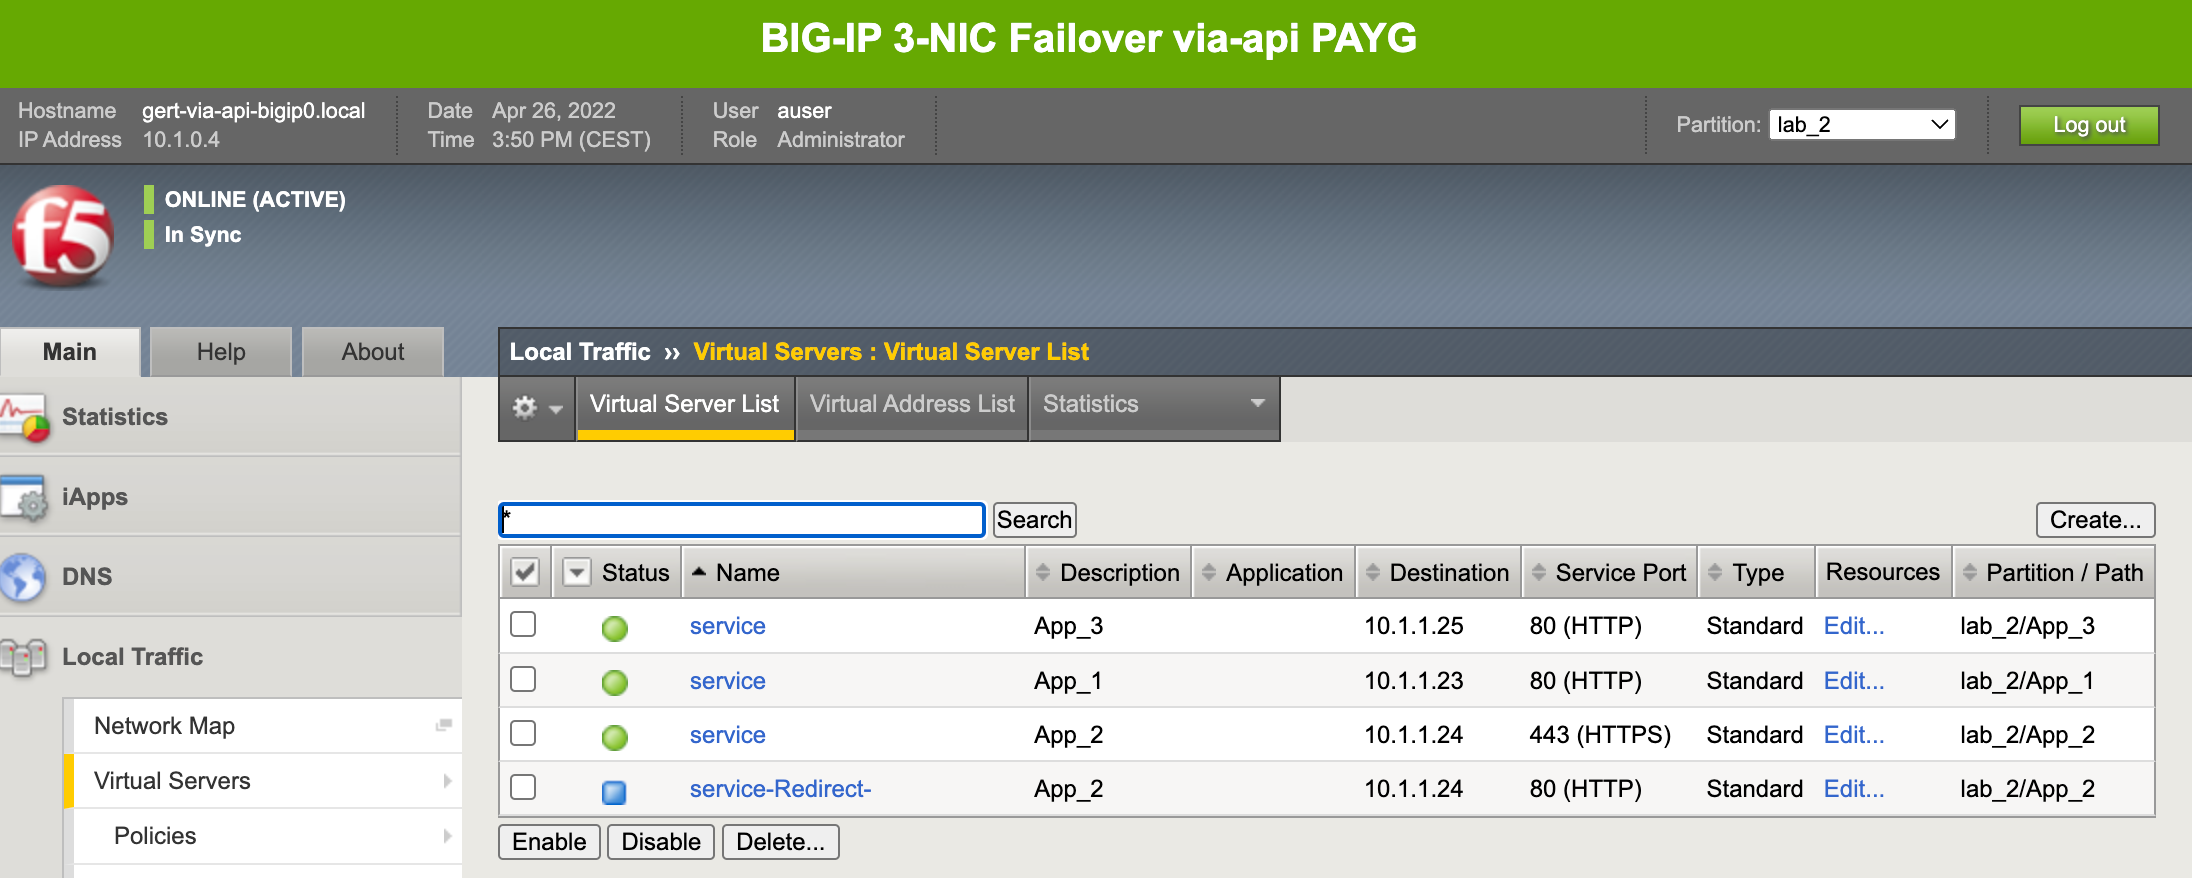 BIG-IP 3-NIC Failover via-api PAYG
Hostname gert-via-api-bigip0.local Date Apr 26, 2022 User auser
IP Address 10.1.0.4 Time 3:50 PM (CEST) Role Administrator
Partition: lab_2 Log out
f5
ONLINE (ACTIVE)
In Sync
Main Help About
Local Traffic ›› Virtual Servers : Virtual Server List
Virtual Server List Virtual Address List Statistics
Statistics
iApps
DNS
Local Traffic
Network Map
Virtual Servers
Policies
* Search Create...
Status Name Description Application Destination Service Port Type Resources Partition / Path
service App_3 10.1.1.25 80 (HTTP) Standard Edit... lab_2/App_3
service App_1 10.1.1.23 80 (HTTP) Standard Edit... lab_2/App_1
service App_2 10.1.1.24 443 (HTTPS) Standard Edit... lab_2/App_2
service-Redirect- App_2 10.1.1.24 80 (HTTP) Standard Edit... lab_2/App_2
Enable Disable Delete...